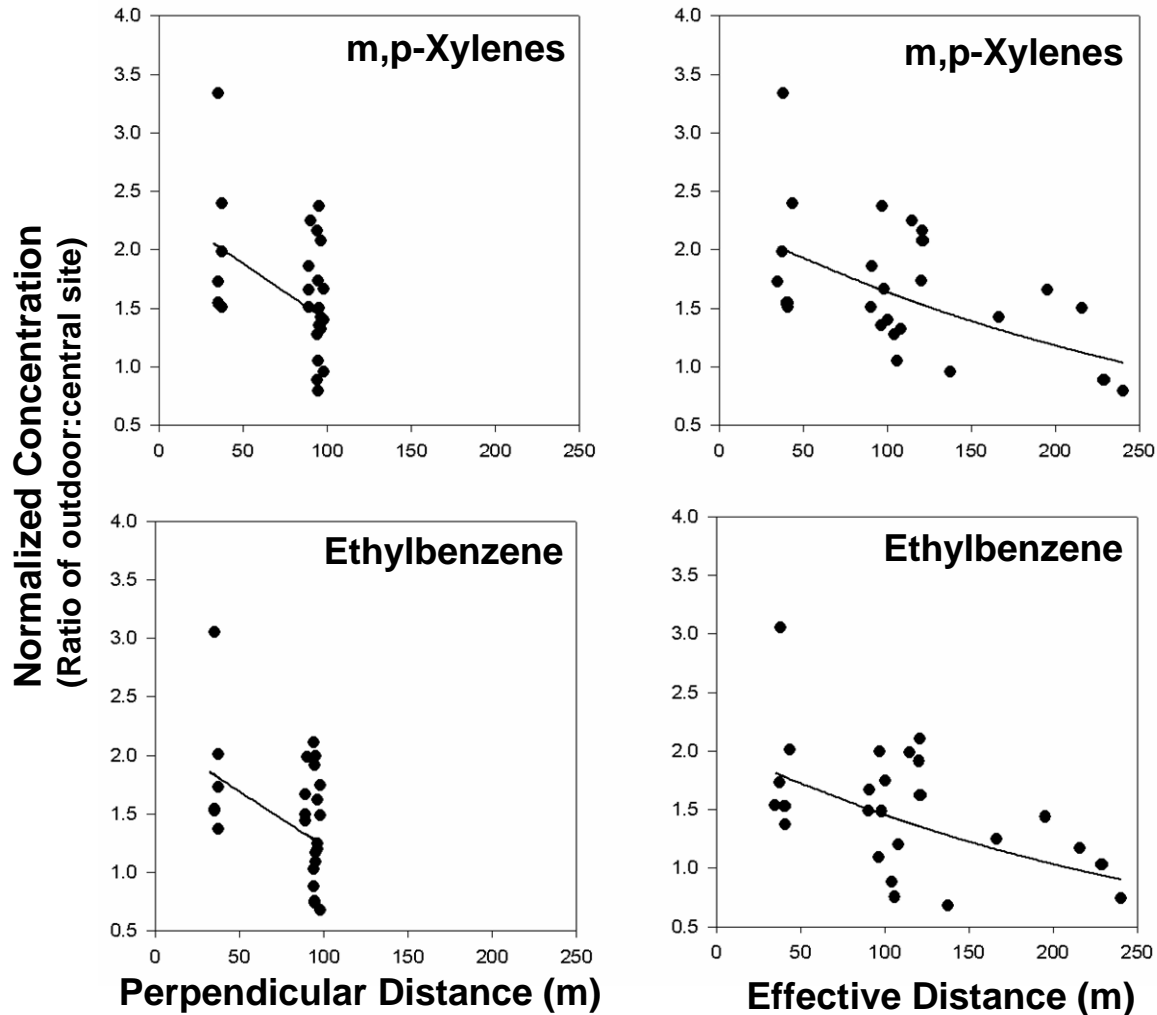 Normalized Concentration
(Ratio of outdoor:central site)
m,p-Xylenes
4.0
3.5
3.0
2.5
2.0
1.5
1.0
0.5
0 50 100 150 200 250
m,p-Xylenes
4.0
3.5
3.0
2.5
2.0
1.5
1.0
0.5
0 50 100 150 200 250
Ethylbenzene
4.0
3.5
3.0
2.5
2.0
1.5
1.0
0.5
0 50 100 150 200 250
Perpendicular Distance (m)
Ethylbenzene
4.0
3.5
3.0
2.5
2.0
1.5
1.0
0.5
0 50 100 150 200 250
Effective Distance (m)